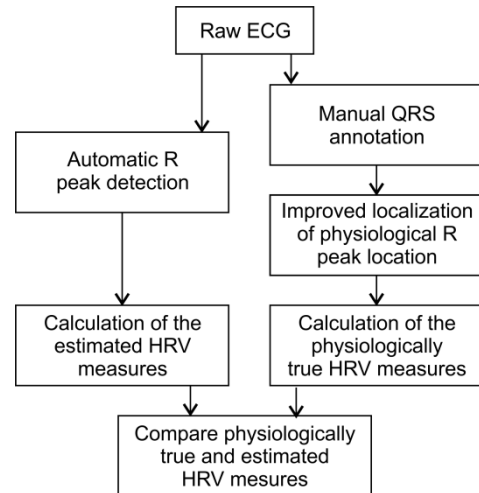 Raw ECG
Manual QRS
annotation
Automatic R
peak detection
Improved localization
of physiological R
peak location
Calculation of the
estimated HRV
measures
Calculation of the
physiologically
true HRV measures
Compare physiologically
true and estimated
HRV mesures